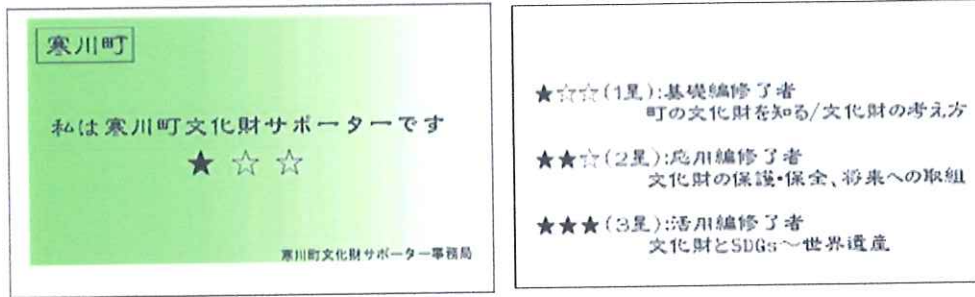 寒川町
私は寒川町文化財サポーターです
★☆☆
寒川町文化財サポーター事務局
★☆☆(1星):基礎編修了者
町の文化財を知る/文化財の考え方
★★☆(2星):応用編修了者
文化財の保護・保全、将来への取組
★★★(3星):活用編修了者
文化財とSDGs~世界遺産